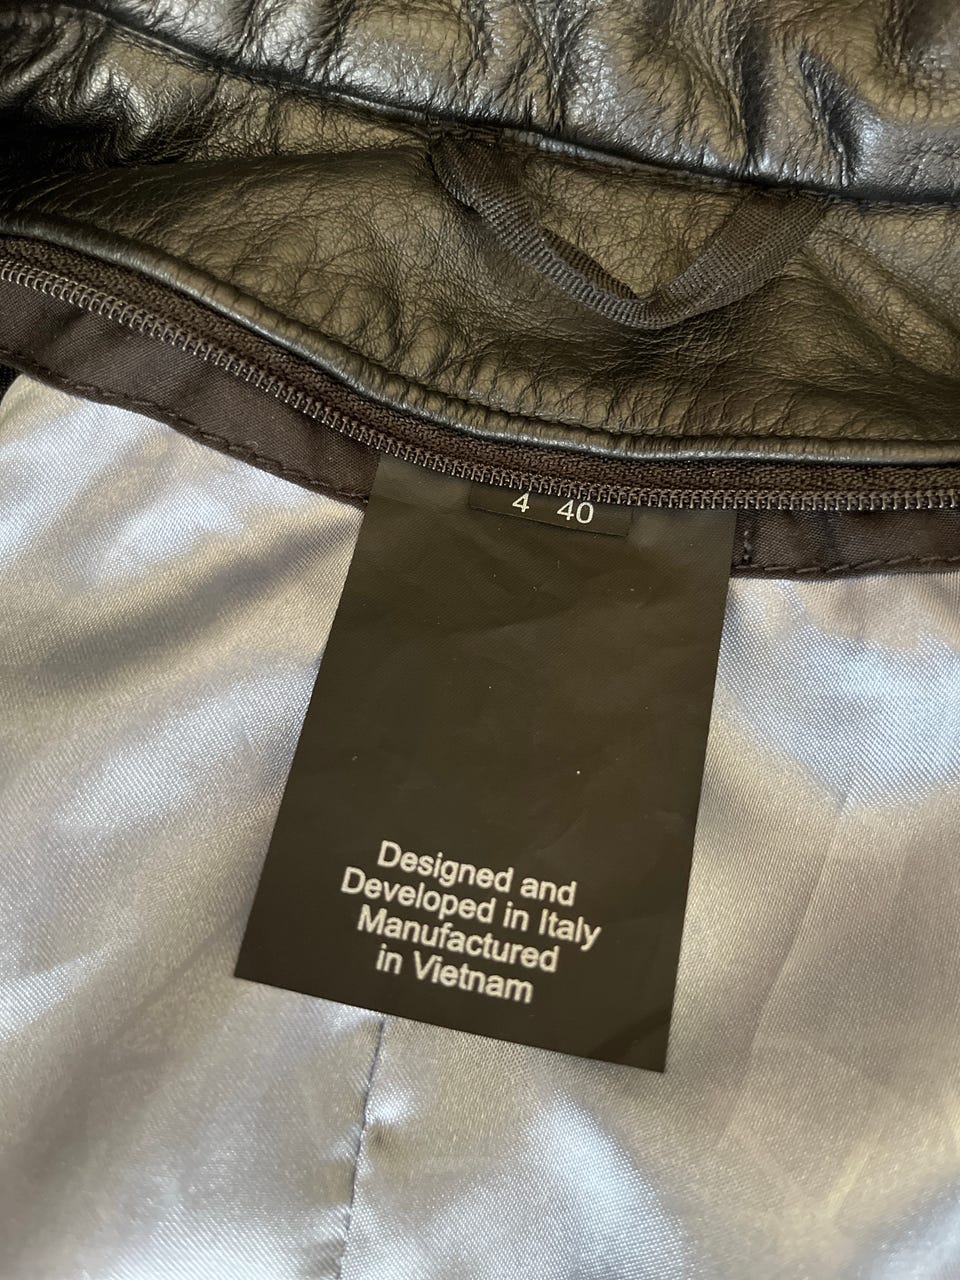 4 40
Designed and
Developed in Italy
Manufactured
in Vietnam